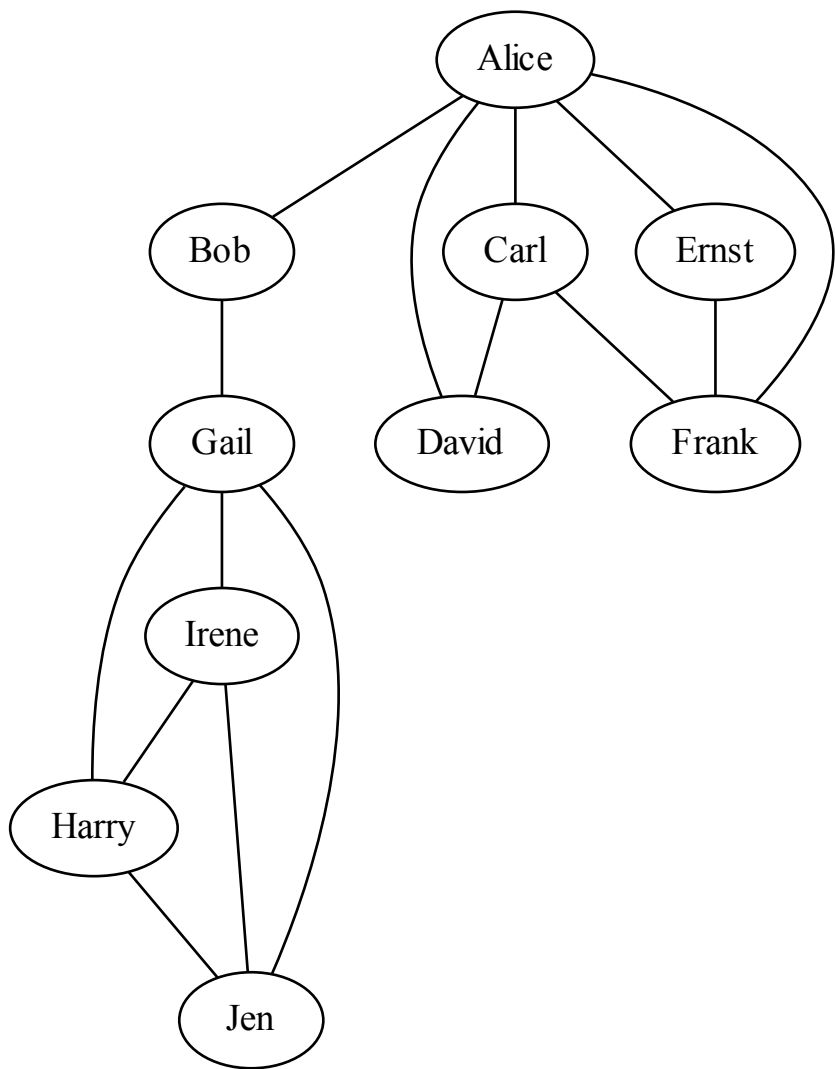 Alice
Bob
Carl
Ernst
Gail
David
Frank
Irene
Harry
Jen